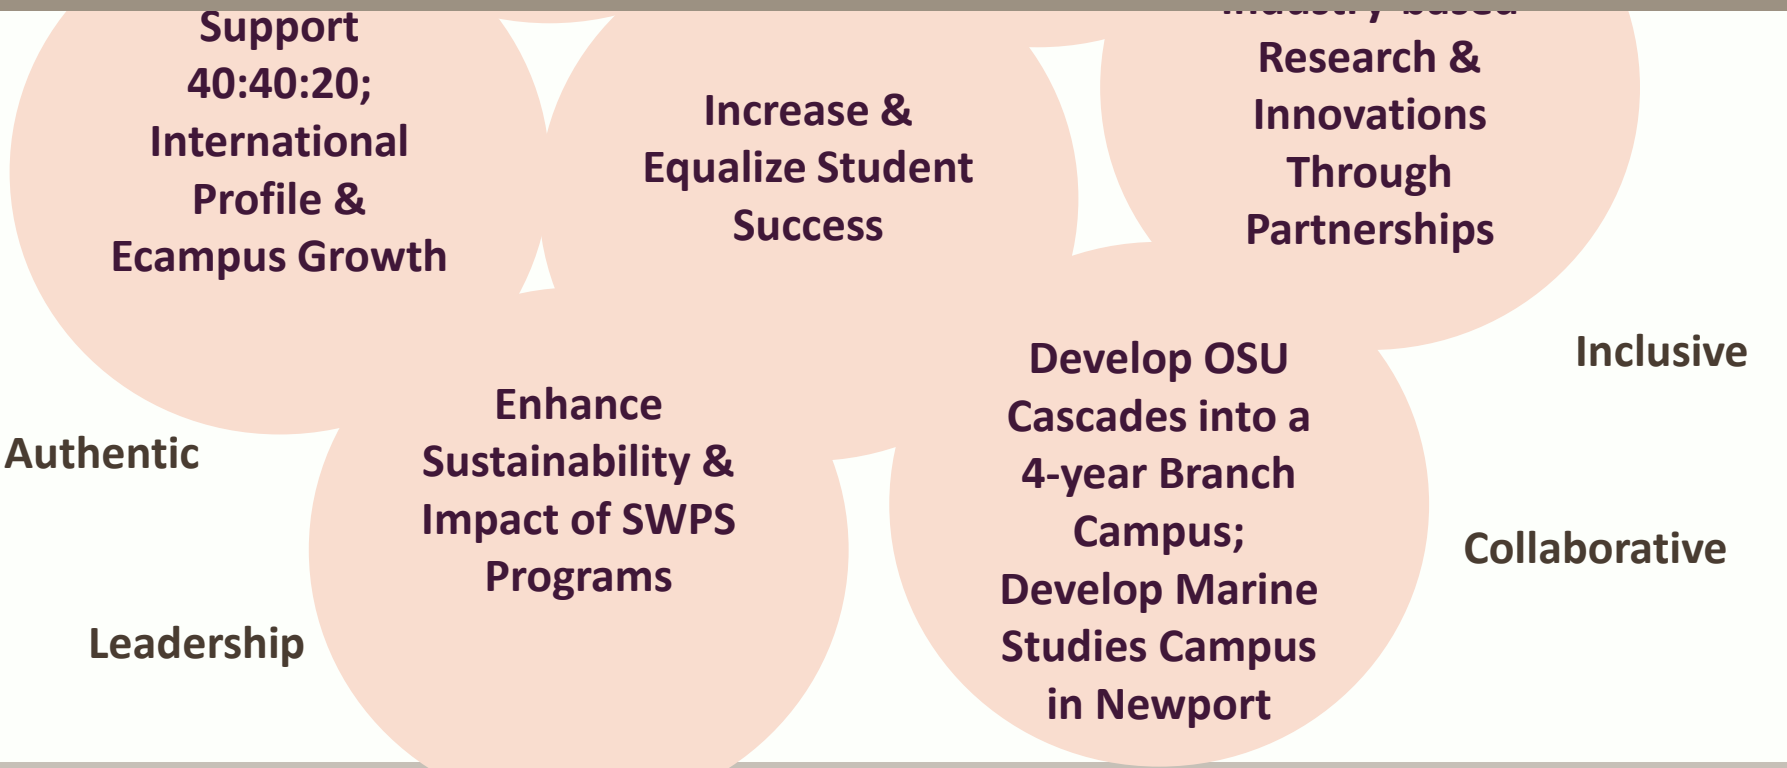 Support
40:40:20;
International
Profile &
Ecampus Growth
Increase &
Equalize Student
Success
Industry-based
Research &
Innovations
Through
Partnerships
Inclusive
Authentic
Enhance
Sustainability &
Impact of SWPS
Programs
Develop OSU
Cascades into a
4-year Branch
Campus;
Develop Marine
Studies Campus
in Newport
Collaborative
Leadership